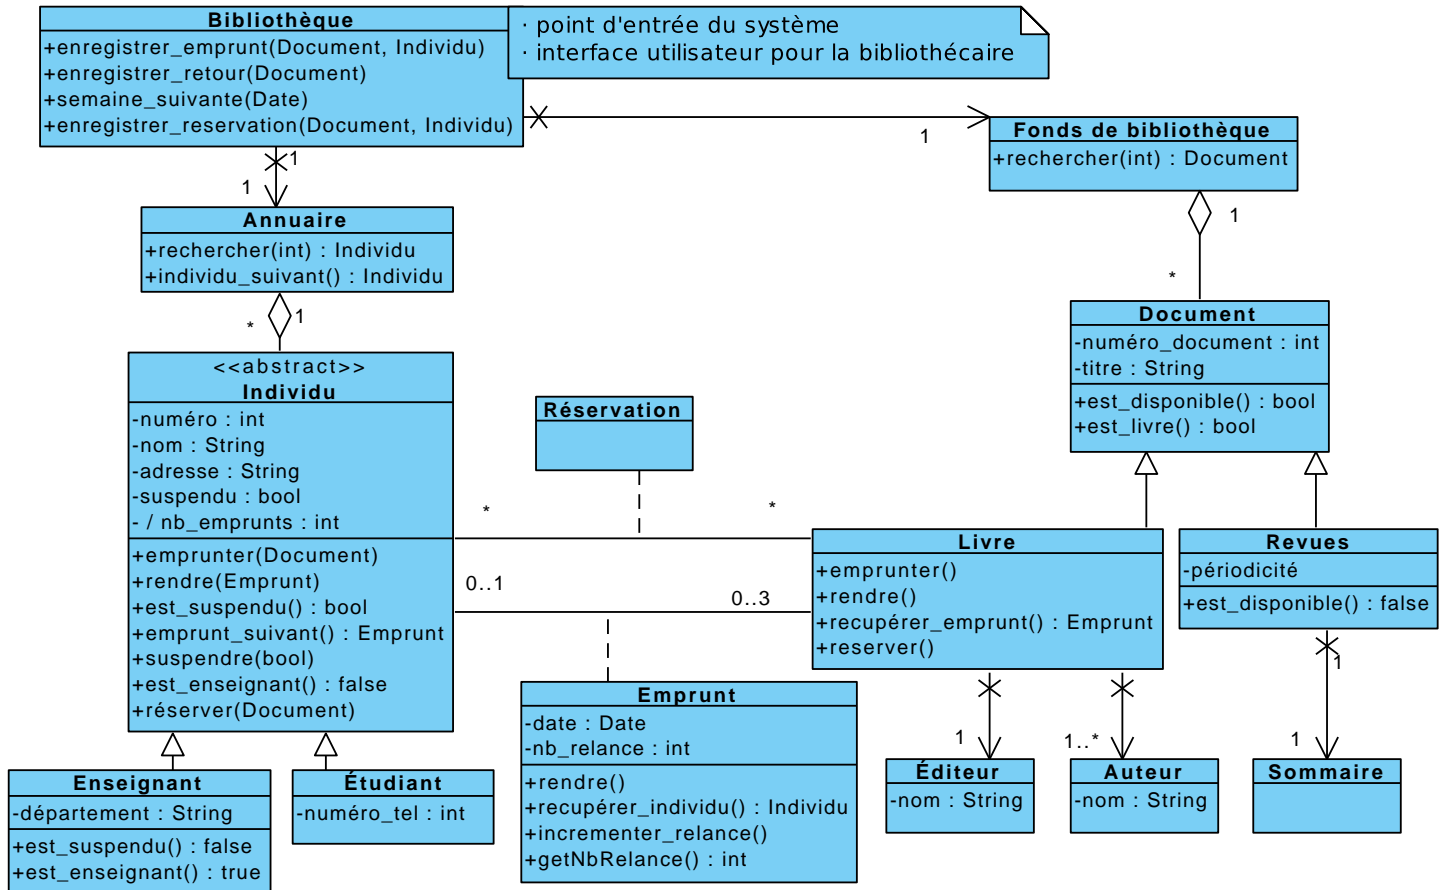 Bibliothèque
+enregistrer_emprunt(Document, Individu)
+enregistrer_retour(Document)
+semaine_suivante(Date)
+enregistrer_reservation(Document, Individu)
· point d'entrée du système
· interface utilisateur pour la bibliothécaire
1
1
1
Fonds de bibliothèque
+rechercher(int) : Document
1
*
Annuaire
+rechercher(int) : Individu
+individu_suivant() : Individu
*
1
Document
-numéro_document : int
-titre : String
+est_disponible() : bool
+est_livre() : bool
<<abstract>>
Individu
-numéro : int
-nom : String
-adresse : String
-suspendu : bool
- / nb_emprunts : int
+emprunter(Document)
+rendre(Emprunt)
+est_suspendu() : bool
+emprunt_suivant() : Emprunt
+suspendre(bool)
+est_enseignant() : false
+réserver(Document)
Réservation
*
*
0..1
0..3
Livre
+emprunter()
+rendre()
+recupérer_emprunt() : Emprunt
+reserver()
Revues
-périodicité
+est_disponible() : false
1
1
1..*
1
Emprunt
-date : Date
-nb_relance : int
+rendre()
+recupérer_individu() : Individu
+incrementer_relance()
+getNbRelance() : int
Enseignant
-département : String
+est_suspendu() : false
+est_enseignant() : true
Étudiant
-numéro_tel : int
Éditeur
-nom : String
Auteur
-nom : String
Sommaire